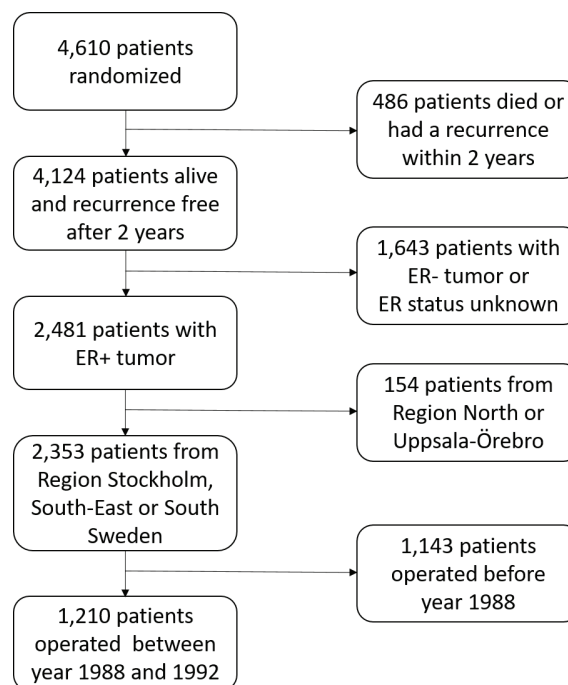 4,610 patients
randomized
486 patients died or
had a recurrence
within 2 years
4,124 patients alive
and recurrence free
after 2 years
1,643 patients with
ER- tumor or
ER status unknown
2,481 patients with
ER+ tumor
154 patients from
Region North or
Uppsala-Örebro
2,353 patients from
Region Stockholm,
South-East or South
Sweden
1,143 patients
operated before
year 1988
1,210 patients
operated between
year 1988 and 1992